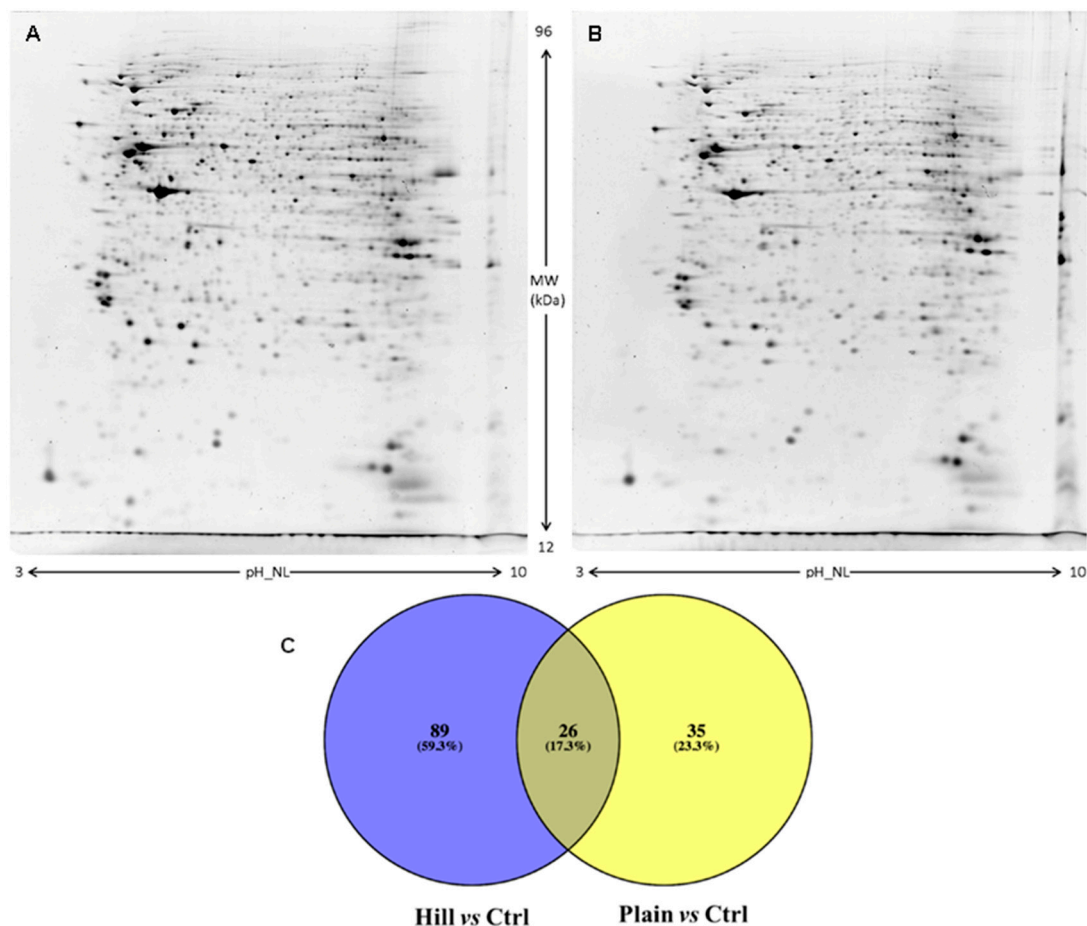 A
96
B
MW
(kDa)
12
3
pH_NL
10
3
pH_NL
10
C
89
(59.3%)
26
(17.3%)
35
(23.3%)
Hill vs Ctrl
Plain vs Ctrl